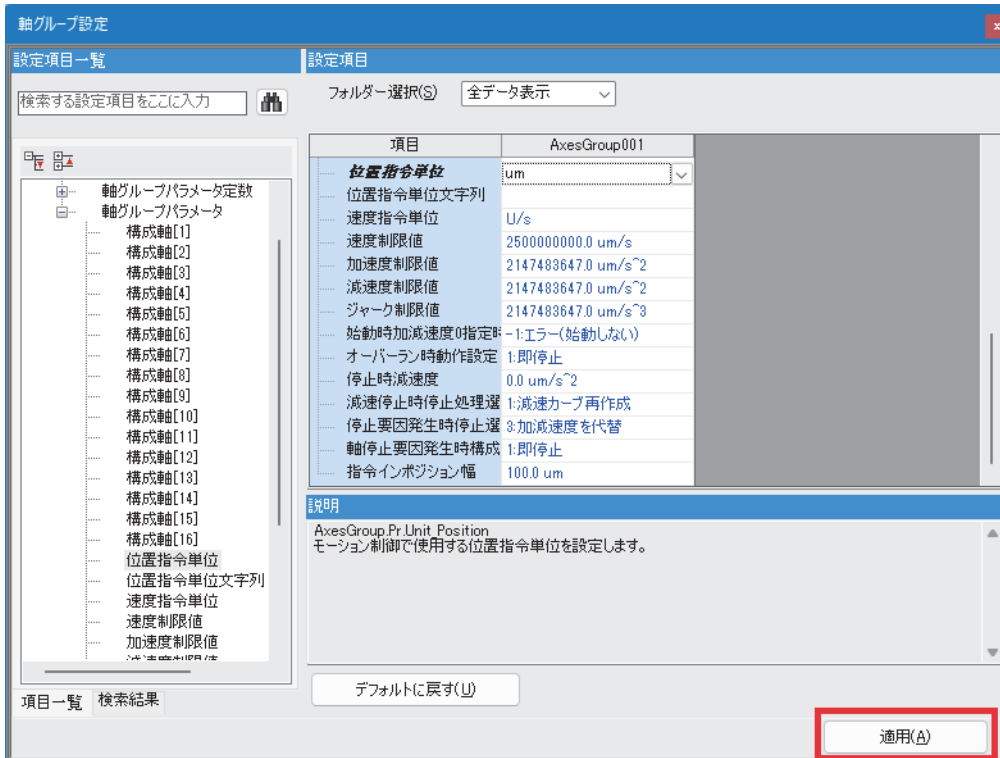 軸グループ設定
x
設定項目一覧
検索する設定項目をここに入力
軸グループパラメータ定数
軸グループパラメータ
構成軸[1]
構成軸[2]
構成軸[3]
構成軸[4]
構成軸[5]
構成軸[6]
構成軸[7]
構成軸[8]
構成軸[9]
構成軸[10]
構成軸[11]
構成軸[12]
構成軸[13]
構成軸[14]
構成軸[15]
構成軸[16]
位置指令単位
位置指令単位文字列
速度指令単位
速度制限値
加速度制限値
項目一覧 検索結果
設定項目
フォルダー選択(S) 全データ表示
項目 AxesGroup001
位置指令単位 um
位置指令単位文字列
速度指令単位 U/s
速度制限値 2500000000.0 um/s
加速度制限値 2147483647.0 um/s^2
減速度制限値 2147483647.0 um/s^2
ジャーク制限値 2147483647.0 um/s^3
始動時加減速度0指定時 -1:エラー(始動しない)
オーバーラン時動作設定 1:即停止
停止時減速度 0.0 um/s^2
減速停止時停止処理選 1:減速カーブ再作成
停止要因発生時停止選 3:加減速度を代替
軸停止要因発生時構成 1:即停止
指令インポジション幅 100.0 um
説明
AxesGroup.Pr.Unit_Position
モーション制御で使用する位置指令単位を設定します。
デフォルトに戻す(U)
適用(A)